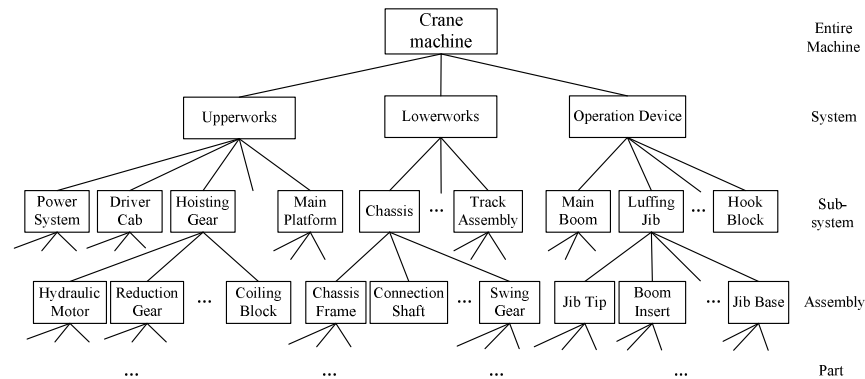 Crane
machine
Entire
Machine
Upperworks
Lowerworks
Operation Device
System
Power
System
Driver
Cab
Hoisting
Gear
Main
Platform
Chassis
...
Track
Assembly
Main
Boom
Luffing
Jib
...
Hook
Block
Sub-
system
Hydraulic
Motor
Reduction
Gear
...
Coiling
Block
Chassis
Frame
Connection
Shaft
...
Swing
Gear
Jib Tip
Boom
Insert
...
Jib Base
Assembly
... ... ... ... Part